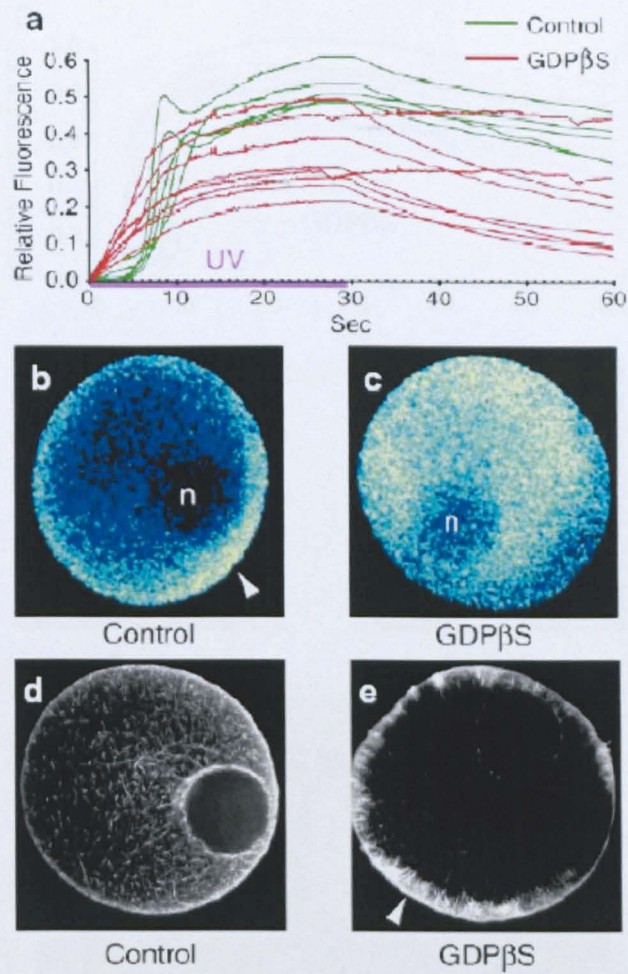 a
Control
GDPβS
Relative Fluorescence
0.6
0.5
0.4
0.3
0.2
0.1
0.0
UV
0 10 20 30 40 50 60
Sec
b
n
Control
c
n
GDPβS
d
Control
e
GDPβS